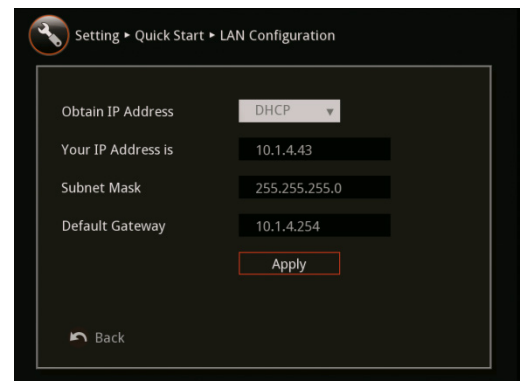 Setting ▸ Quick Start ▸ LAN Configuration
Obtain IP Address DHCP ▼
Your IP Address is 10.1.4.43
Subnet Mask 255.255.255.0
Default Gateway 10.1.4.254
Apply
Back